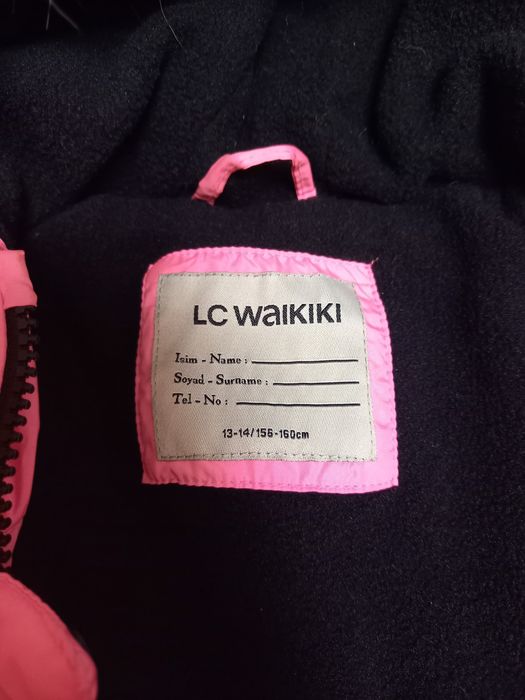 LC WAIKIKI
Isim - Name :
Soyad - Surname :
Tel - No :
13-14/156-160cm